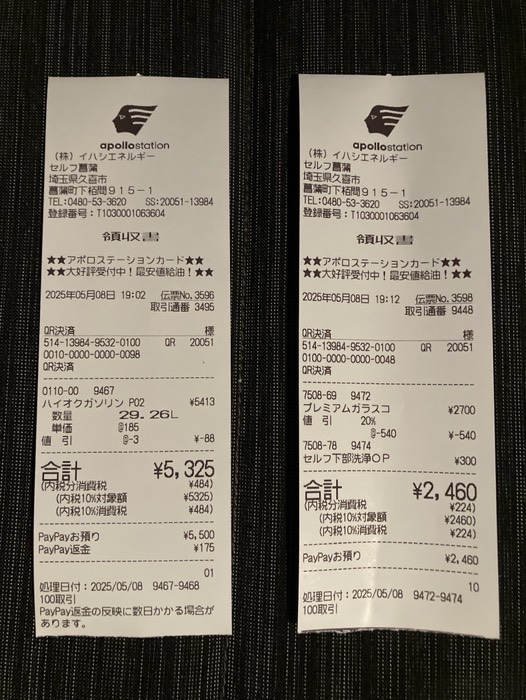 apollostation
(株)イハシエネルギー
セルフ菖蒲
埼玉県久喜市
菖蒲町下栢間915-1
TEL:0480-53-3620 SS:20051-13984
登録番号:T1030001063604
領収書
★★アポロステーションカード★★
★★大好評受付中!最安値給油!★★
2025年05月08日 19:02 伝票No.3596
取引通番 3495
QR決済 様
514-13984-9532-0100 QR 20051
0010-0000-0000-0098
QR決済
0110-00 9467
ハイオクガソリン P02 ¥5413
数量 29.26L
単価 @185
値 引 @-3 ¥-88
合計 ¥5,325
(内税分消費税 ¥484)
(内税10%対象額 ¥5325)
(内税10%消費税 ¥484)
PayPayお預り ¥5,500
PayPay返金 ¥175
01
処理日付:2025/05/08 9467-9468
100取引
PayPay返金の反映に数日かかる場合が
あります。
apollostation
(株)イハシエネルギー
セルフ菖蒲
埼玉県久喜市
菖蒲町下栢間915-1
TEL:0480-53-3620 SS:20051-13984
登録番号:T1030001063604
領収書
★★アポロステーションカード★★
★★大好評受付中!最安値給油!★★
2025年05月08日 19:12 伝票No.3598
取引通番 9448
QR決済 様
514-13984-9532-0100 QR 20051
0100-0000-0000-0048
QR決済
7508-69 9472
プレミアムガラスコ ¥2700
値 引 20%
@-540 ¥-540
7508-78 9474
セルフ下部洗浄OP ¥300
合計 ¥2,460
(内税分消費税 ¥224)
(内税10%対象額 ¥2460)
(内税10%消費税 ¥224)
PayPayお預り ¥2,460
10
処理日付:2025/05/08 9472-9474
100取引